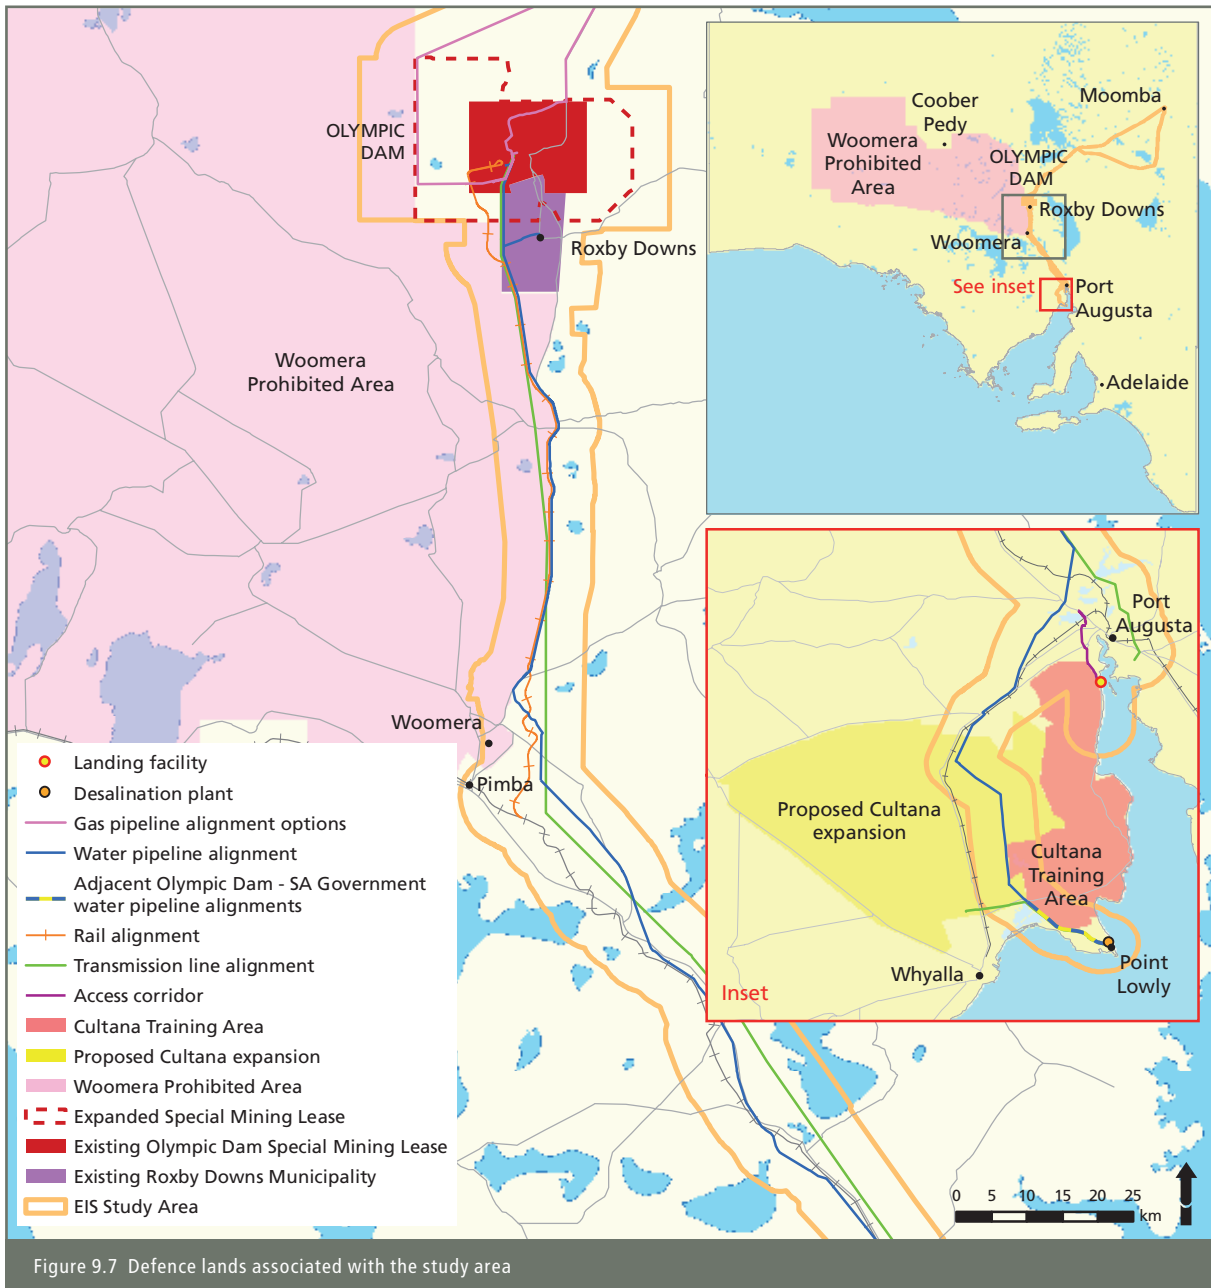 OLYMPIC
DAM
Roxby Downs
Woomera
Prohibited Area
Woomera
Pimba
Coober
Pedy
Moomba
Woomera
Prohibited
Area
OLYMPIC
DAM
Roxby Downs
Woomera
See inset
Port
Augusta
Adelaide
Port
Augusta
Proposed Cultana
expansion
Cultana
Training
Area
Whyalla
Point
Lowly
Inset
Landing facility
Desalination plant
Gas pipeline alignment options
Water pipeline alignment
Adjacent Olympic Dam - SA Government
water pipeline alignments
Rail alignment
Transmission line alignment
Access corridor
Cultana Training Area
Proposed Cultana expansion
Woomera Prohibited Area
Expanded Special Mining Lease
Existing Olympic Dam Special Mining Lease
Existing Roxby Downs Municipality
EIS Study Area
0 5 10 15 20 25
km
Figure 9.7 Defence lands associated with the study area